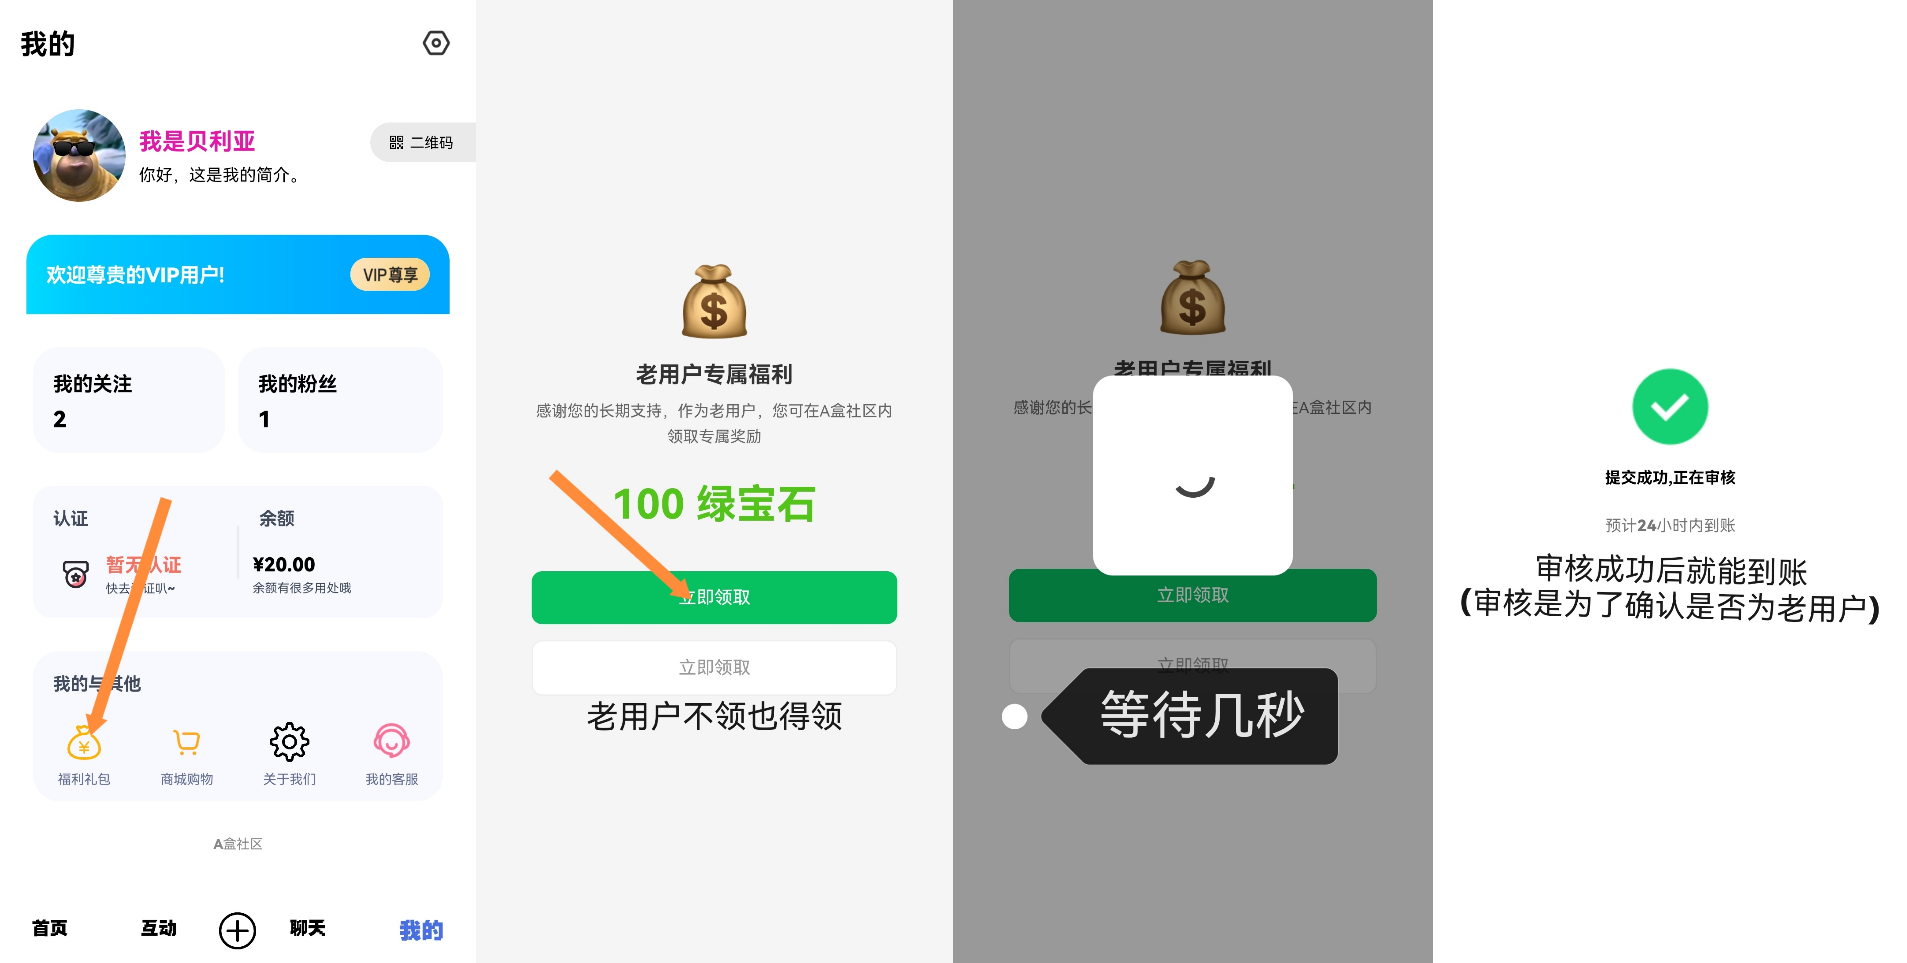 我的
我是贝利亚
你好，这是我的简介。
二维码
欢迎尊贵的VIP用户!
VIP尊享
我的关注
2
我的粉丝
1
认证
暂无认证
快去认证叭~
余额
¥20.00
余额有很多用处哦
我的与其他
福利礼包
商城购物
关于我们
我的客服
A盒社区
首页
互动
聊天
我的
老用户专属福利
感谢您的长期支持，作为老用户，您可在A盒社区内
领取专属奖励
100 绿宝石
立即领取
立即领取
老用户不领也得领
老用户专属福利
感谢您的长
在A盒社区内
立即领取
立即领取
等待几秒
提交成功,正在审核
预计24小时内到账
审核成功后就能到账
(审核是为了确认是否为老用户)